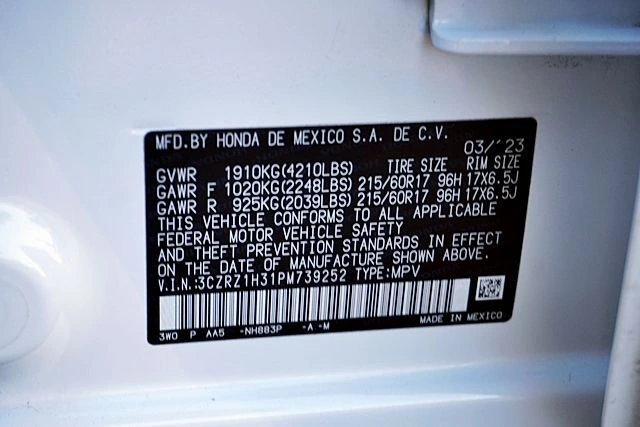 MFD.BY HONDA DE MEXICO S.A. DE C.V. 03/'23
GVWR 1910KG(4210LBS) TIRE SIZE RIM SIZE
GAWR F 1020KG(2248LBS) 215/60R17 96H 17X6.5J
GAWR R 925KG(2039LBS) 215/60R17 96H 17X6.5J
THIS VEHICLE CONFORMS TO ALL APPLICABLE
FEDERAL MOTOR VEHICLE SAFETY
AND THEFT PREVENTION STANDARDS IN EFFECT
ON THE DATE OF MANUFACTURE SHOWN ABOVE.
V.I.N.:3CZRZ1H31PM739252 TYPE:MPV
3W0 P AA5 -NH883P -A -M MADE IN MEXICO